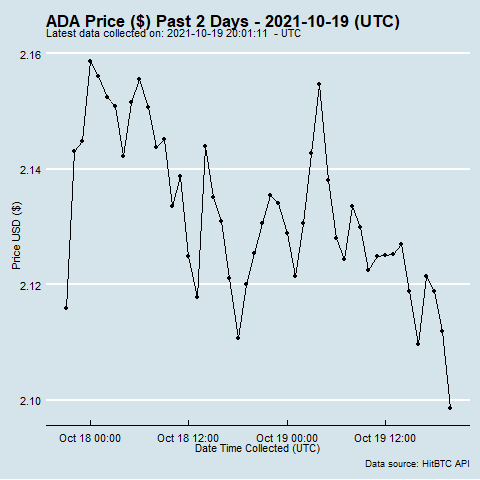 ADA Price ($) Past 2 Days - 2021-10-19 (UTC)
Latest data collected on: 2021-10-19 20:01:11 - UTC
2.16
2.14
2.12
2.10
Price USD ($)
Oct 18 00:00
Oct 18 12:00
Oct 19 00:00
Oct 19 12:00
Date Time Collected (UTC)
Data source: HitBTC API